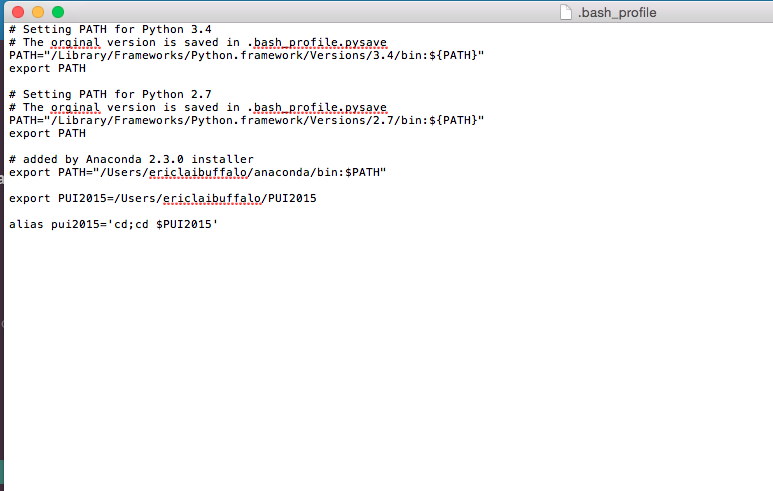 .bash_profile
# Setting PATH for Python 3.4
# The orginal version is saved in .bash_profile.pysave
PATH="/Library/Frameworks/Python.framework/Versions/3.4/bin:${PATH}"
export PATH
# Setting PATH for Python 2.7
# The orginal version is saved in .bash_profile.pysave
PATH="/Library/Frameworks/Python.framework/Versions/2.7/bin:${PATH}"
export PATH
# added by Anaconda 2.3.0 installer
export PATH="/Users/ericlaibuffalo/anaconda/bin:$PATH"
export PUI2015=/Users/ericlaibuffalo/PUI2015
alias pui2015='cd;cd $PUI2015'